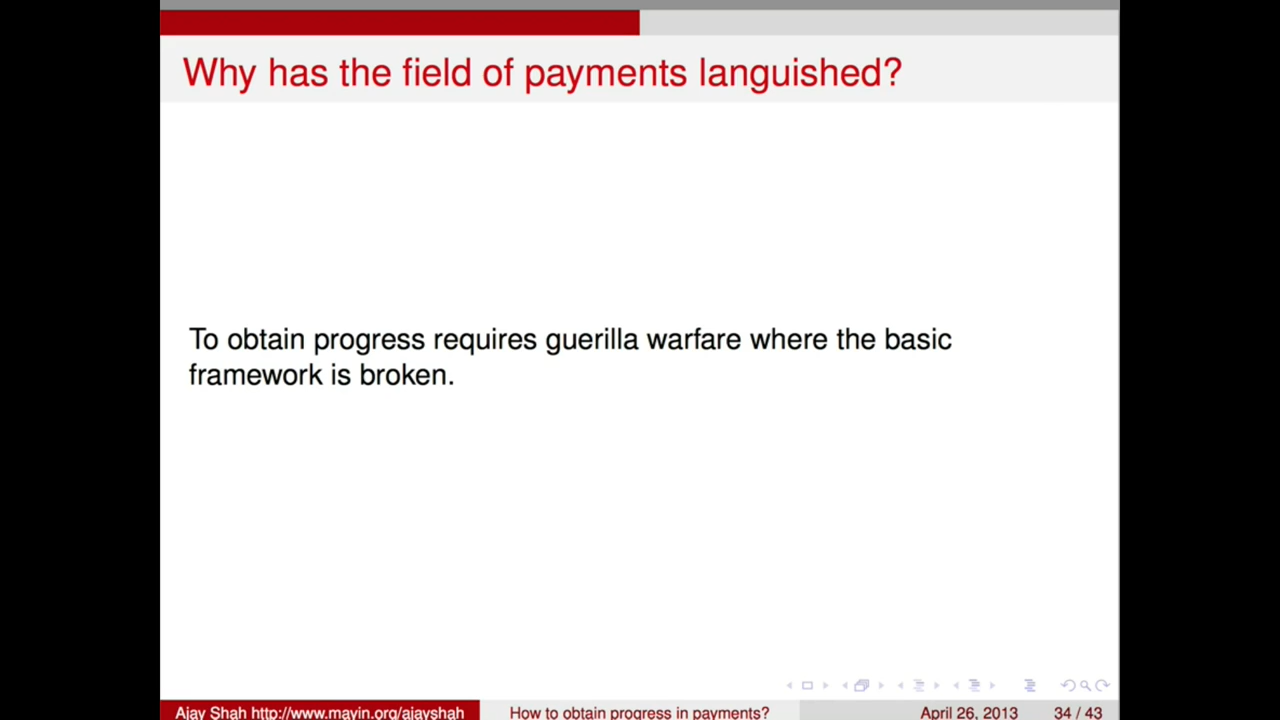 Why has the field of payments languished?
To obtain progress requires guerilla warfare where the basic
framework is broken.
Ajay Shah http://www.mayin.org/ajayshah How to obtain progress in payments? April 26, 2013 34 / 43